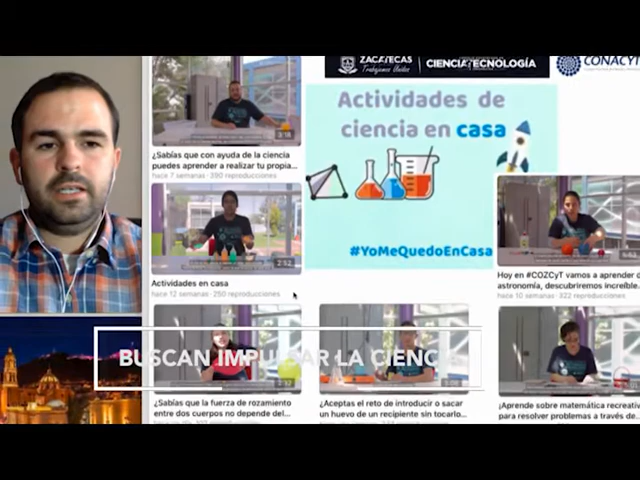 ZACATECAS
Trabajemos Unidos
CIENCIA TECNOLOGÍA
CONACYT
3:18
¿Sabías que con ayuda de la ciencia
puedes aprender a realizar tu propia...
hace 7 semanas · 390 reproducciones
Actividades de
ciencia en casa
#YoMeQuedoEnCasa
2:52
Actividades en casa
hace 12 semanas · 250 reproducciones
Hoy en #COZCyT vamos a aprender d
astronomía, descubriremos increíble.
hace 10 semanas · 322 reproducciones
BUSCAN IMPULSAR LA CIENCI
¿Sabías que la fuerza de rozamiento
entre dos cuerpos no depende del...
¿Aceptas el reto de introducir o sacar
un huevo de un recipiente sin tocarlo...
¡Aprende sobre matemática recreativ
para resolver problemas a través de...